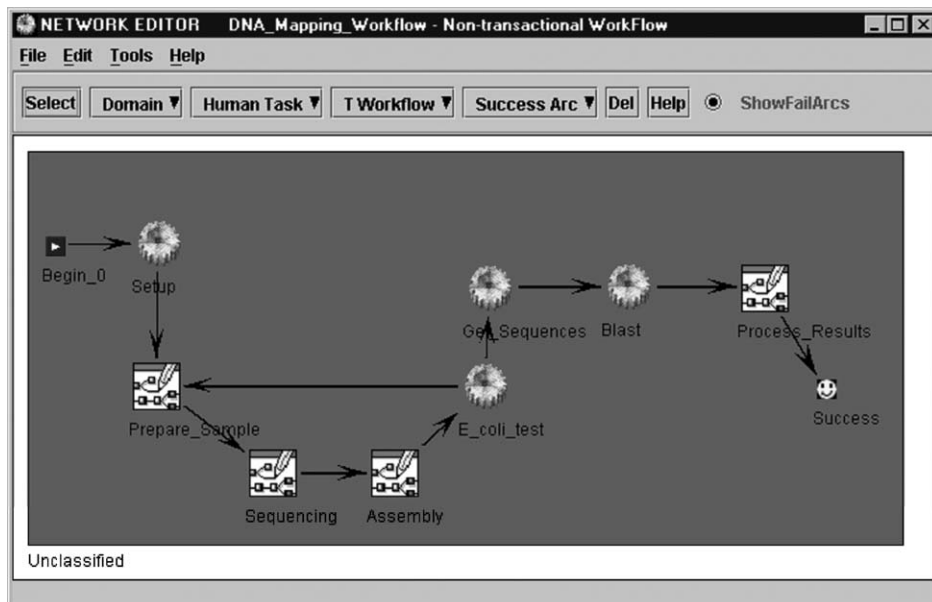 NETWORK EDITOR DNA_Mapping_Workflow - Non-transactional WorkFlow
File Edit Tools Help
Select Domain Human Task T Workflow Success Arc Del Help ShowFailArcs
Begin_0
Setup
Get_Sequences
Blast
Process_Results
Prepare_Sample
E_coli_test
Success
Sequencing
Assembly
Unclassified